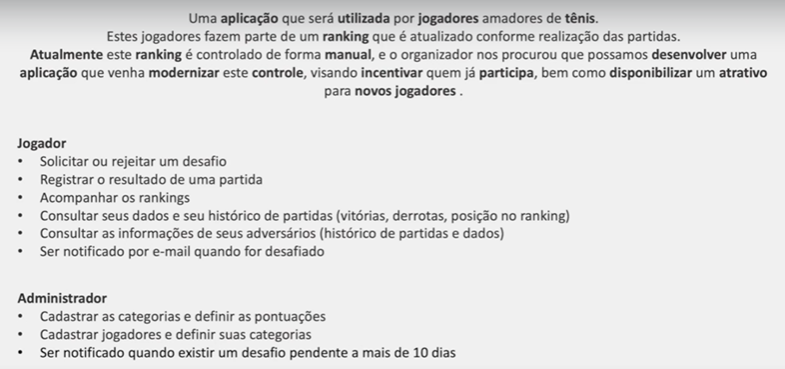 Uma aplicação que será utilizada por jogadores amadores de tênis.
Estes jogadores fazem parte de um ranking que é atualizado conforme realização das partidas.
Atualmente este ranking é controlado de forma manual, e o organizador nos procurou que possamos desenvolver uma
aplicação que venha modernizar este controle, visando incentivar quem já participa, bem como disponibilizar um atrativo
para novos jogadores .
Jogador
• Solicitar ou rejeitar um desafio
• Registrar o resultado de uma partida
• Acompanhar os rankings
• Consultar seus dados e seu histórico de partidas (vitórias, derrotas, posição no ranking)
• Consultar as informações de seus adversários (histórico de partidas e dados)
• Ser notificado por e-mail quando for desafiado
Administrador
• Cadastrar as categorias e definir as pontuações
• Cadastrar jogadores e definir suas categorias
• Ser notificado quando existir um desafio pendente a mais de 10 dias